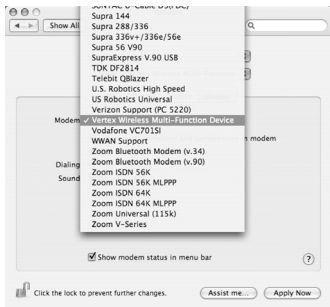 Show All
Supra 144
Supra 288/336
Supra 336v+/336e/56e
Supra 56 V90
SupraExpress V.90 USB
TDK DF2814
Telebit QBlazer
U.S. Robotics High Speed
US Robotics Universal
Verizon Support (PC 5220)
Modem ✓ Vertex Wireless Multi-Function Device
Vodafone VC701SI
WWAN Support
modem
Zoom Bluetooth Modem (v.34)
Dialing
Zoom Bluetooth Modem (v.90)
Sound
Zoom ISDN 56K
Zoom ISDN 56K MLPPP
Zoom ISDN 64K
Zoom ISDN 64K MLPPP
Zoom Universal (115k)
Zoom V-Series
Show modem status in menu bar
?
Click the lock to prevent further changes.
Assist me...
Apply Now